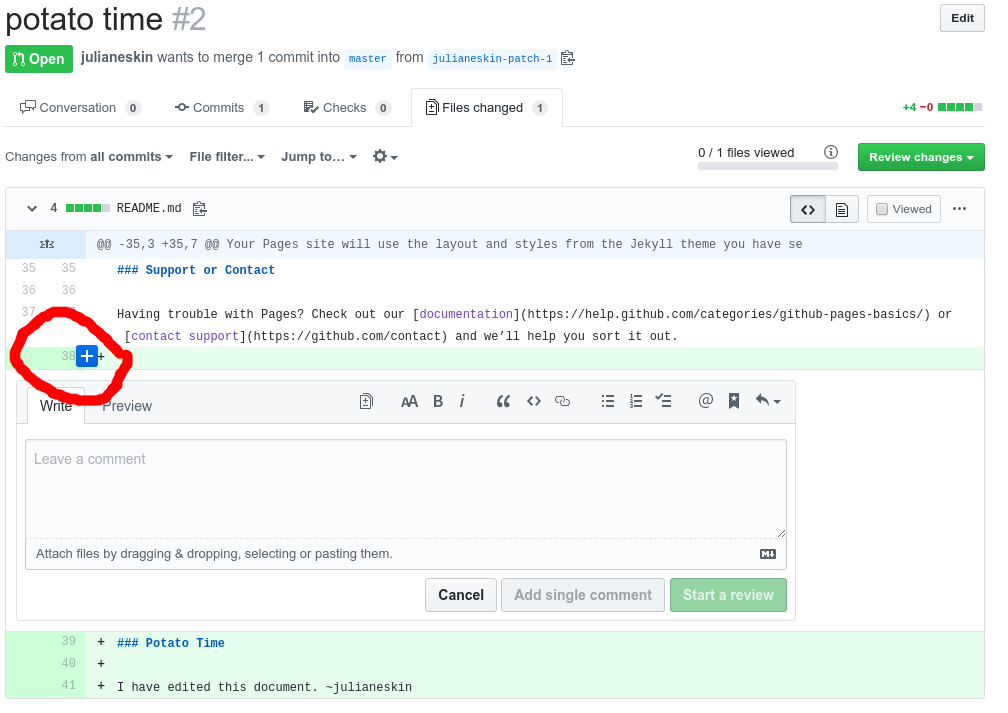 potato time #2
Edit
Open julianeskin wants to merge 1 commit into master from julianeskin-patch-1
Conversation 0 Commits 1 Checks 0 Files changed 1 +4 −0
Changes from all commits File filter... Jump to… 0 / 1 files viewed Review changes
4 README.md Viewed
@@ -35,3 +35,7 @@ Your Pages site will use the layout and styles from the Jekyll theme you have se
35 35 ### Support or Contact
36 36
37 Having trouble with Pages? Check out our [documentation](https://help.github.com/categories/github-pages-basics/) or
[contact support](https://github.com/contact) and we’ll help you sort it out.
38 +
Write Preview AA B i
Leave a comment
Attach files by dragging & dropping, selecting or pasting them.
Cancel Add single comment Start a review
39 + ### Potato Time
40 +
41 + I have edited this document. ~julianeskin